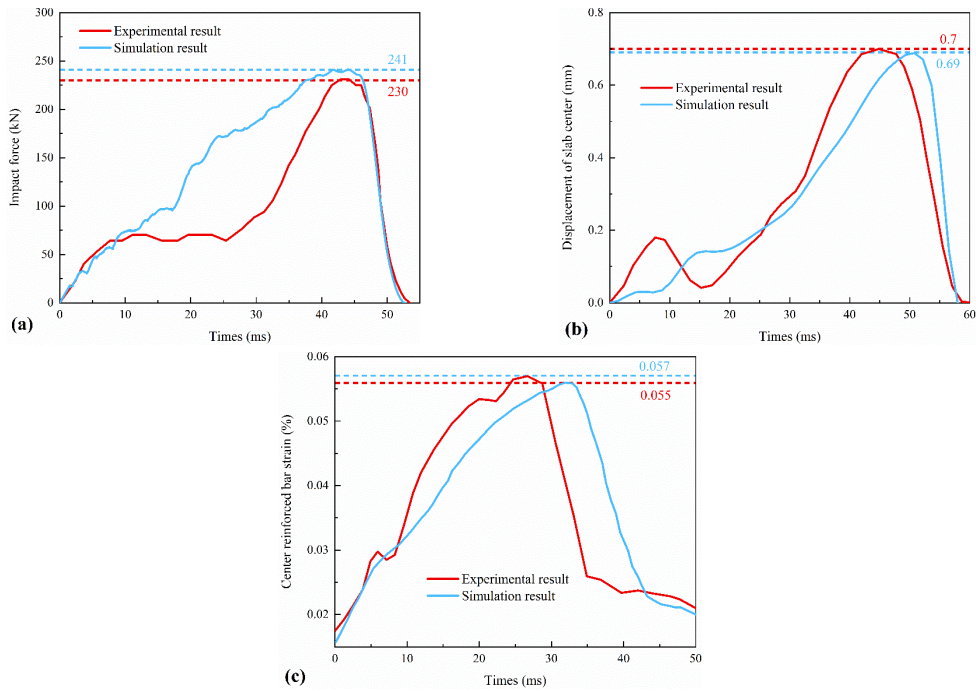 300
250
200
150
100
50
0
Impact force (kN)
Experimental result
Simulation result
241
230
0
10
20
30
40
50
Times (ms)
(a)
0.8
0.6
0.4
0.2
0.0
Displacement of slab center (mm)
0.7
0.69
Experimental result
Simulation result
0
10
20
30
40
50
60
Times (ms)
(b)
0.06
0.05
0.04
0.03
0.02
Center reinforced bar strain (%)
0.057
0.055
Experimental result
Simulation result
0
10
20
30
40
50
Times (ms)
(c)